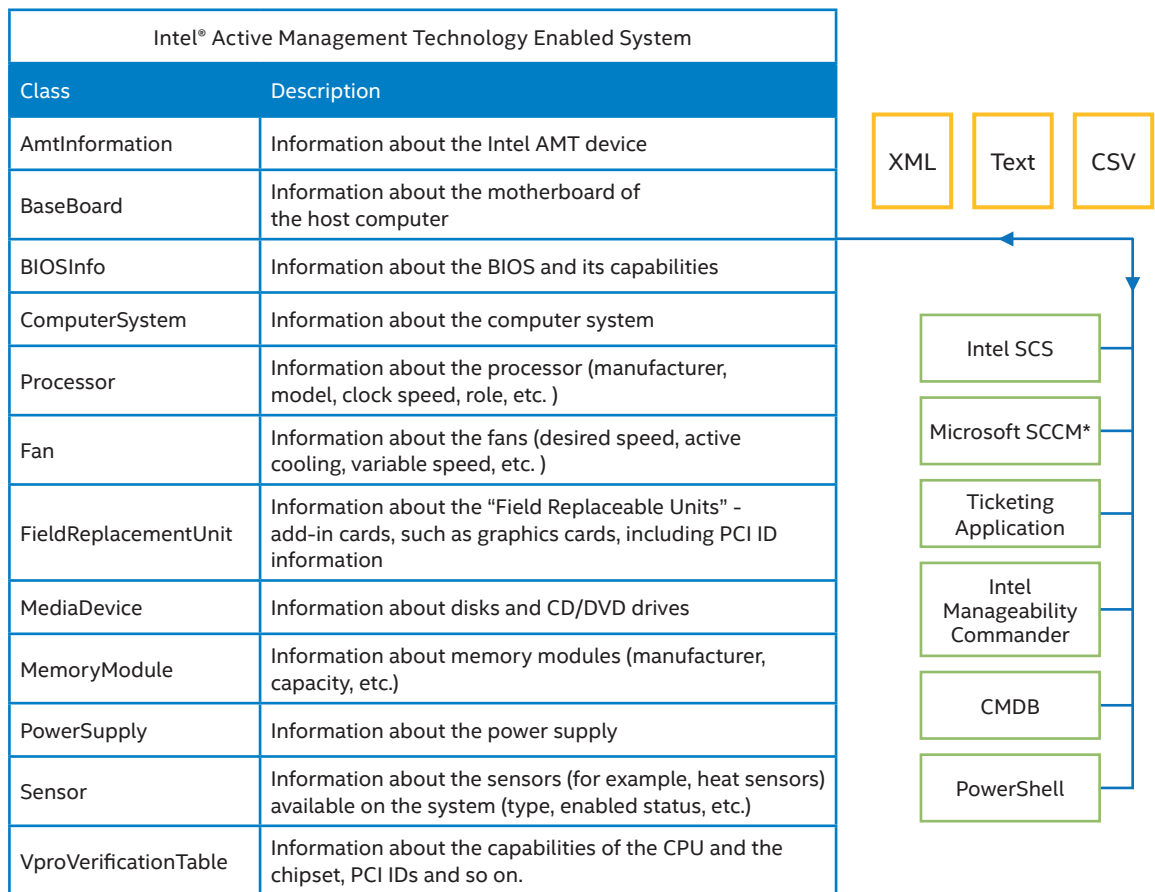 Intel® Active Management Technology Enabled System
Class Description
AmtInformation Information about the Intel AMT device
BaseBoard Information about the motherboard of
the host computer
BIOSInfo Information about the BIOS and its capabilities
ComputerSystem Information about the computer system
Processor Information about the processor (manufacturer,
model, clock speed, role, etc. )
Fan Information about the fans (desired speed, active
cooling, variable speed, etc. )
FieldReplacementUnit Information about the “Field Replaceable Units” -
add-in cards, such as graphics cards, including PCI ID
information
MediaDevice Information about disks and CD/DVD drives
MemoryModule Information about memory modules (manufacturer,
capacity, etc.)
PowerSupply Information about the power supply
Sensor Information about the sensors (for example, heat sensors)
available on the system (type, enabled status, etc.)
VproVerificationTable Information about the capabilities of the CPU and the
chipset, PCI IDs and so on.
XML Text CSV
Intel SCS
Microsoft SCCM*
Ticketing
Application
Intel
Manageability
Commander
CMDB
PowerShell